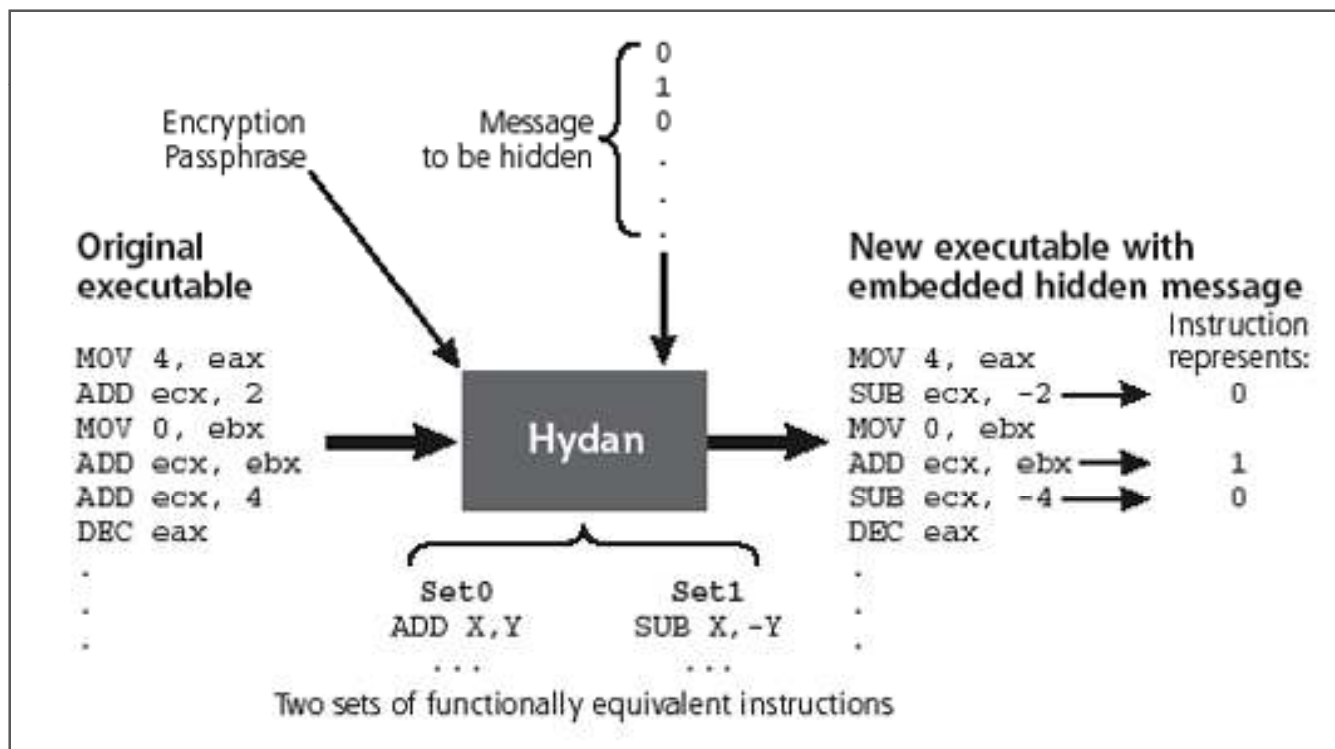 0
1
0
.
.
.
Encryption
Passphrase
Message
to be hidden
Original
executable
MOV 4, eax
ADD ecx, 2
MOV 0, ebx
ADD ecx, ebx
ADD ecx, 4
DEC eax
.
.
.
Hydan
Set0
ADD X,Y
...
Set1
SUB X,-Y
...
Two sets of functionally equivalent instructions
New executable with
embedded hidden message
Instruction
represents:
MOV 4, eax
SUB ecx, -2 0
MOV 0, ebx
ADD ecx, ebx 1
SUB ecx, -4 0
DEC eax
.
.
.